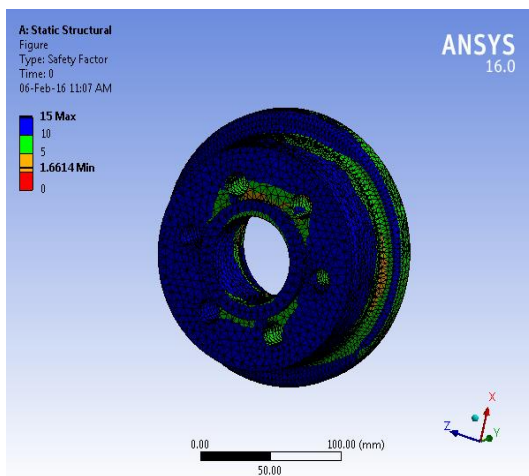 A: Static Structural
Figure
Type: Safety Factor
Time: 0
06-Feb-16 11:07 AM
ANSYS
16.0
15 Max
10
5
1.6614 Min
0
X
Z
Y
0.00
100.00 (mm)
50.00